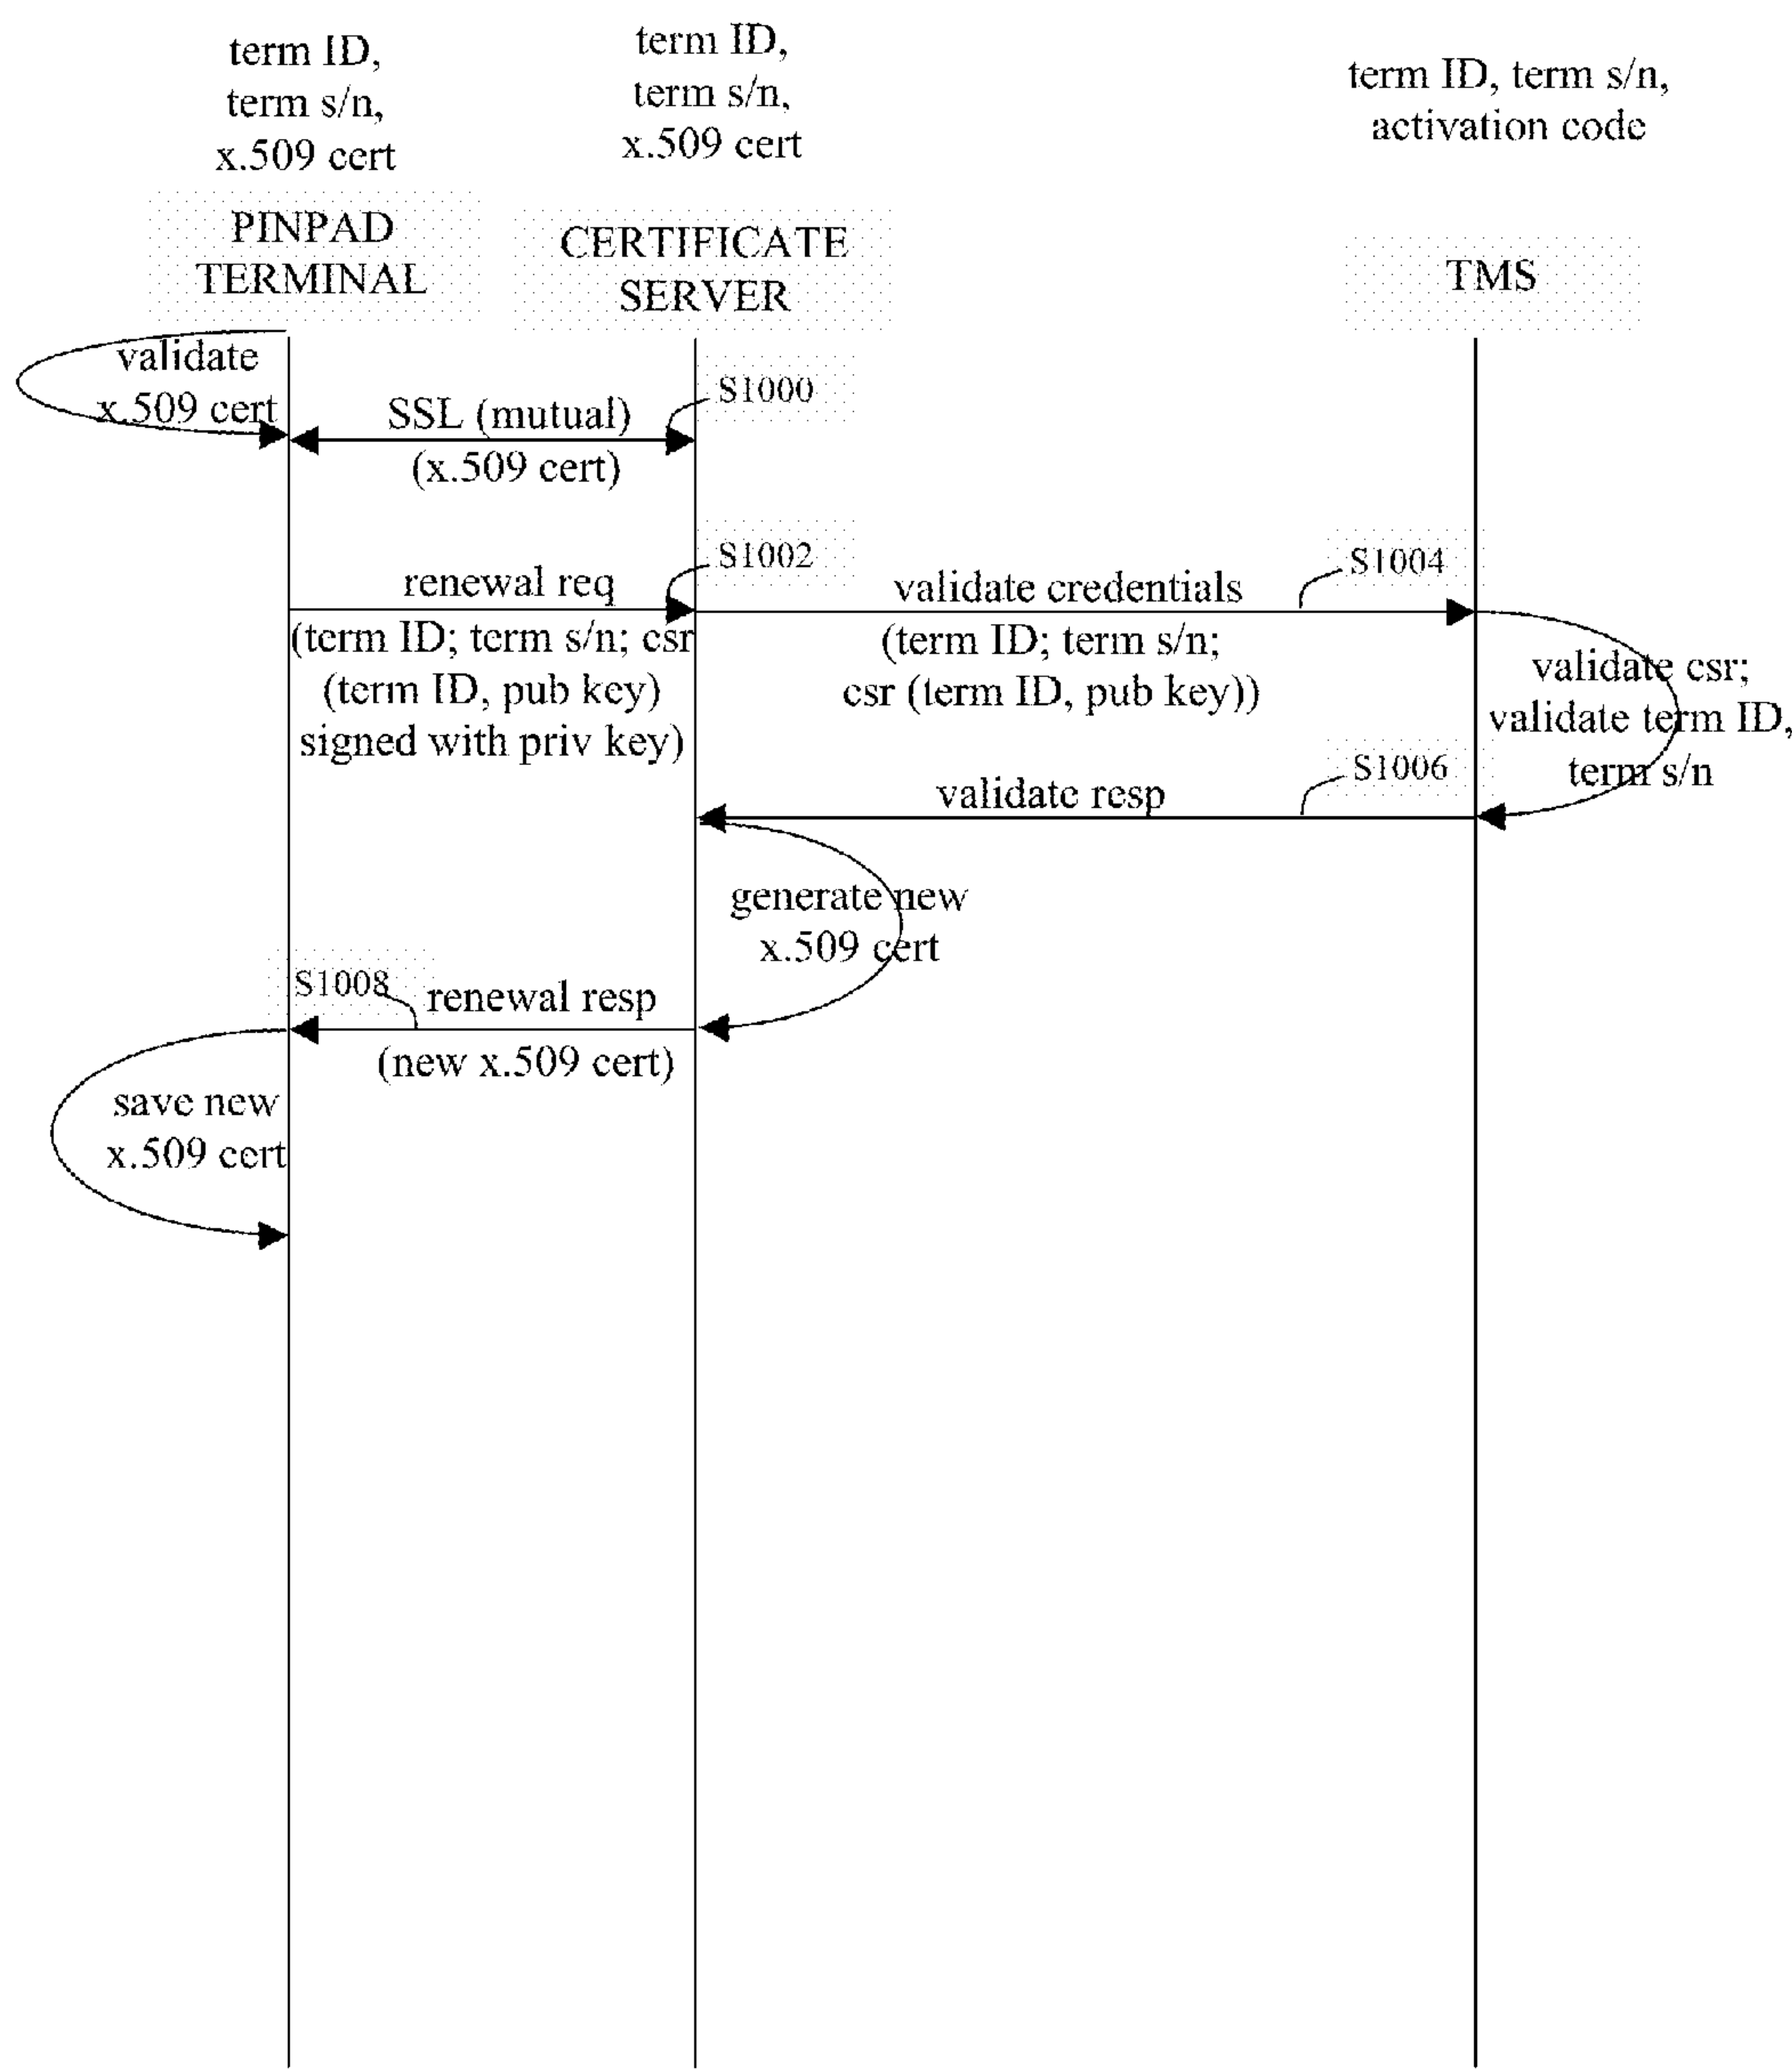 term ID,
term s/n,
x.509 cert
term ID,
term s/n,
x.509 cert
term ID, term s/n,
activation code
PINPAD
TERMINAL
CERTIFICATE
SERVER
TMS
validate
x.509 cert
SSL (mutual)
(x.509 cert)
S1000
renewal req
(term ID; term s/n; csr
(term ID, pub key)
signed with priv key)
S1002
validate credentials
(term ID; term s/n;
csr (term ID, pub key))
S1004
validate csr;
validate term ID,
term s/n
validate resp
S1006
generate new
x.509 cert
S1008
renewal resp
(new x.509 cert)
save new
x.509 cert